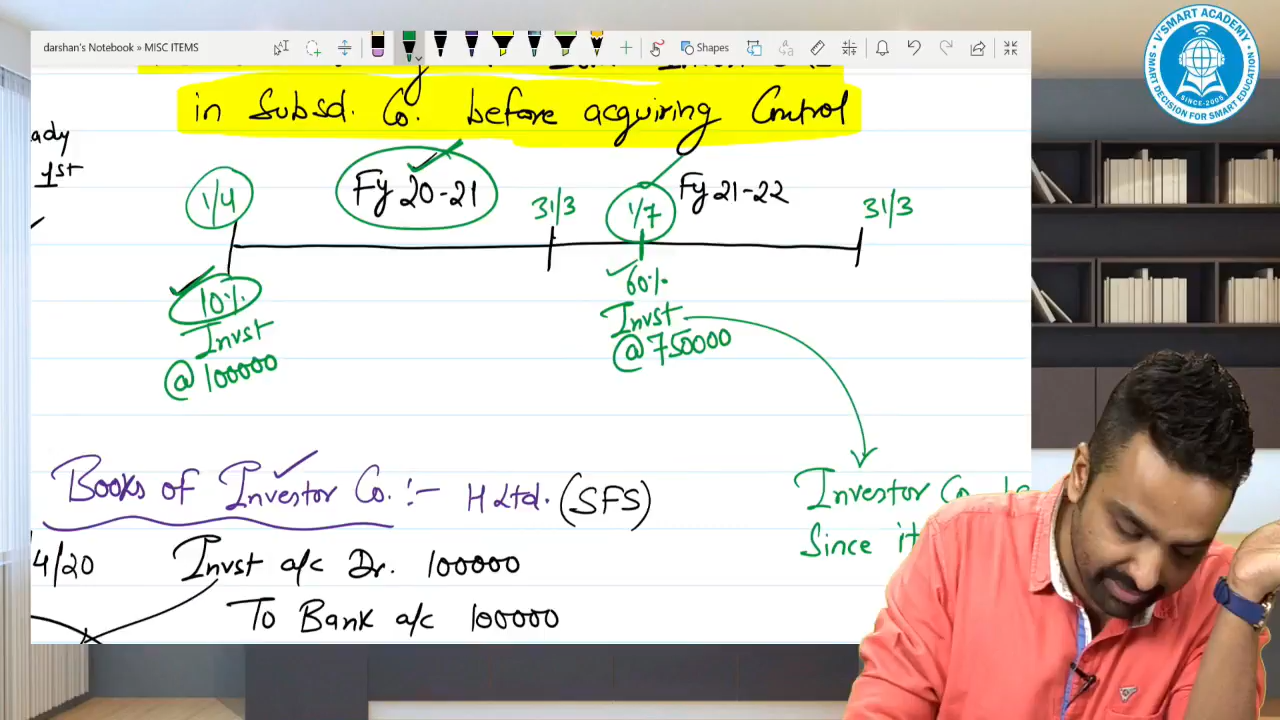 darshan's Notebook » MISC ITEMS
Shapes
V'SMART ACADEMY
SINCE-2005
SMART DECISION FOR SMART EDUCATION
in Subsd. Co. before acquiring Control
ady
1st
1/4
Fy 20-21
31/3
1/7
Fy 21-22
31/3
10%
Invst
@ 100000
60%
Invst
@ 750000
Books of Investor Co. :- H Ltd. (SFS)
Investor Co.
Since it
4/20 Invst a/c Dr. 100000
To Bank a/c 100000